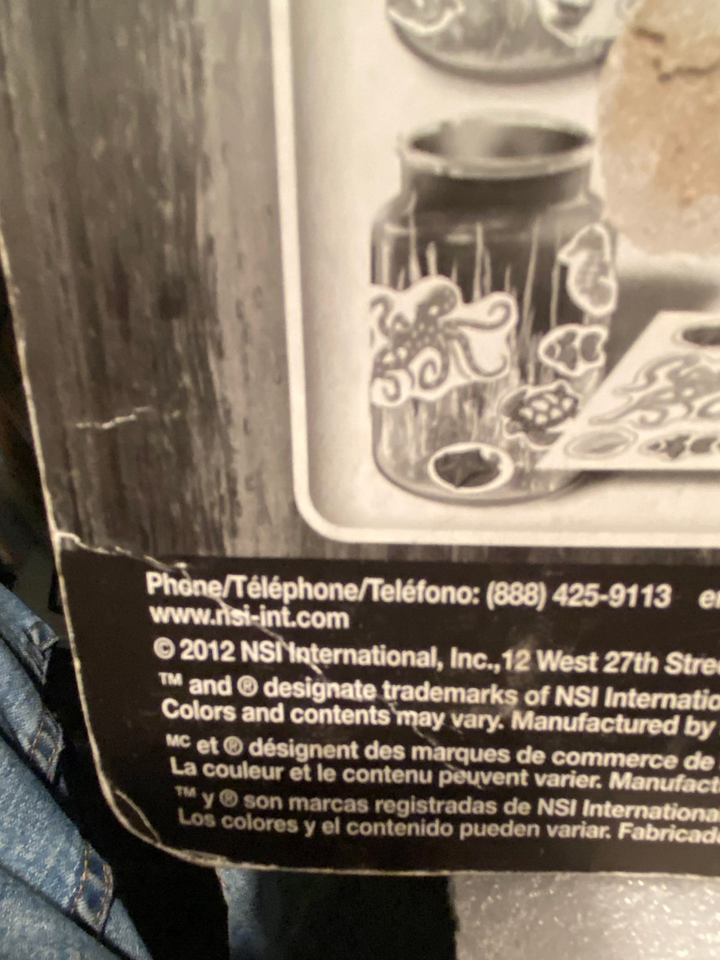 Phone/Téléphone/Teléfono: (888) 425-9113
www.nsi-int.com
© 2012 NSI International, Inc.,12 West 27th
™ and ® designate trademarks of NSI
Colors and contents may vary. Manufactured by
MC et ® désignent des marques de commerce de
La couleur et le contenu peuvent varier.
™ y ® son marcas registradas de NSI
Los colores y el contenido pueden variar.